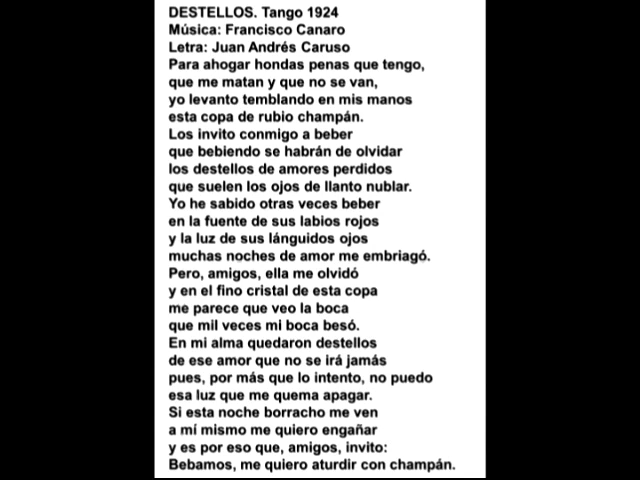 DESTELLOS. Tango 1924
Música: Francisco Canaro
Letra: Juan Andrés Caruso
Para ahogar hondas penas que tengo,
que me matan y que no se van,
yo levanto temblando en mis manos
esta copa de rubio champán.
Los invito conmigo a beber
que bebiendo se habrán de olvidar
los destellos de amores perdidos
que suelen los ojos de llanto nublar.
Yo he sabido otras veces beber
en la fuente de sus labios rojos
y la luz de sus lánguidos ojos
muchas noches de amor me embriagó.
Pero, amigos, ella me olvidó
y en el fino cristal de esta copa
me parece que veo la boca
que mil veces mi boca besó.
En mi alma quedaron destellos
de ese amor que no se irá jamás
pues, por más que lo intento, no puedo
esa luz que me quema apagar.
Si esta noche borracho me ven
a mí mismo me quiero engañar
y es por eso que, amigos, invito:
Bebamos, me quiero aturdir con champán.